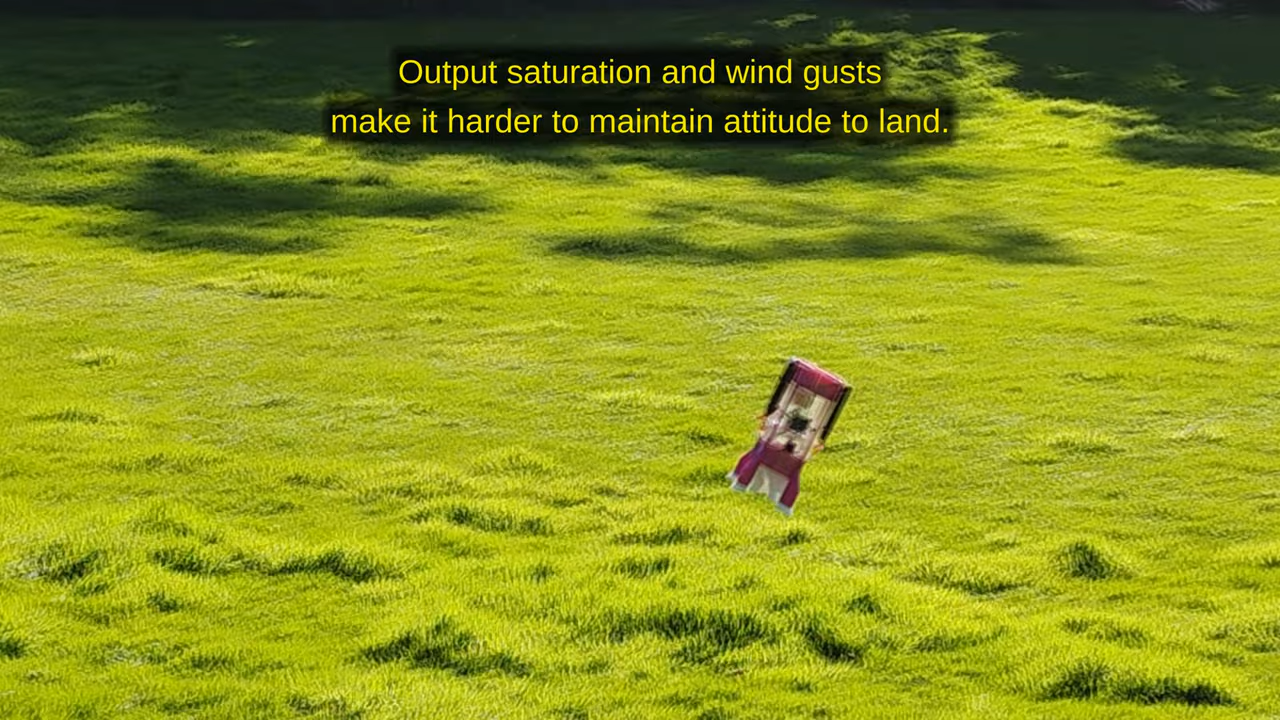 Output saturation and wind gusts
make it harder to maintain attitude to land.